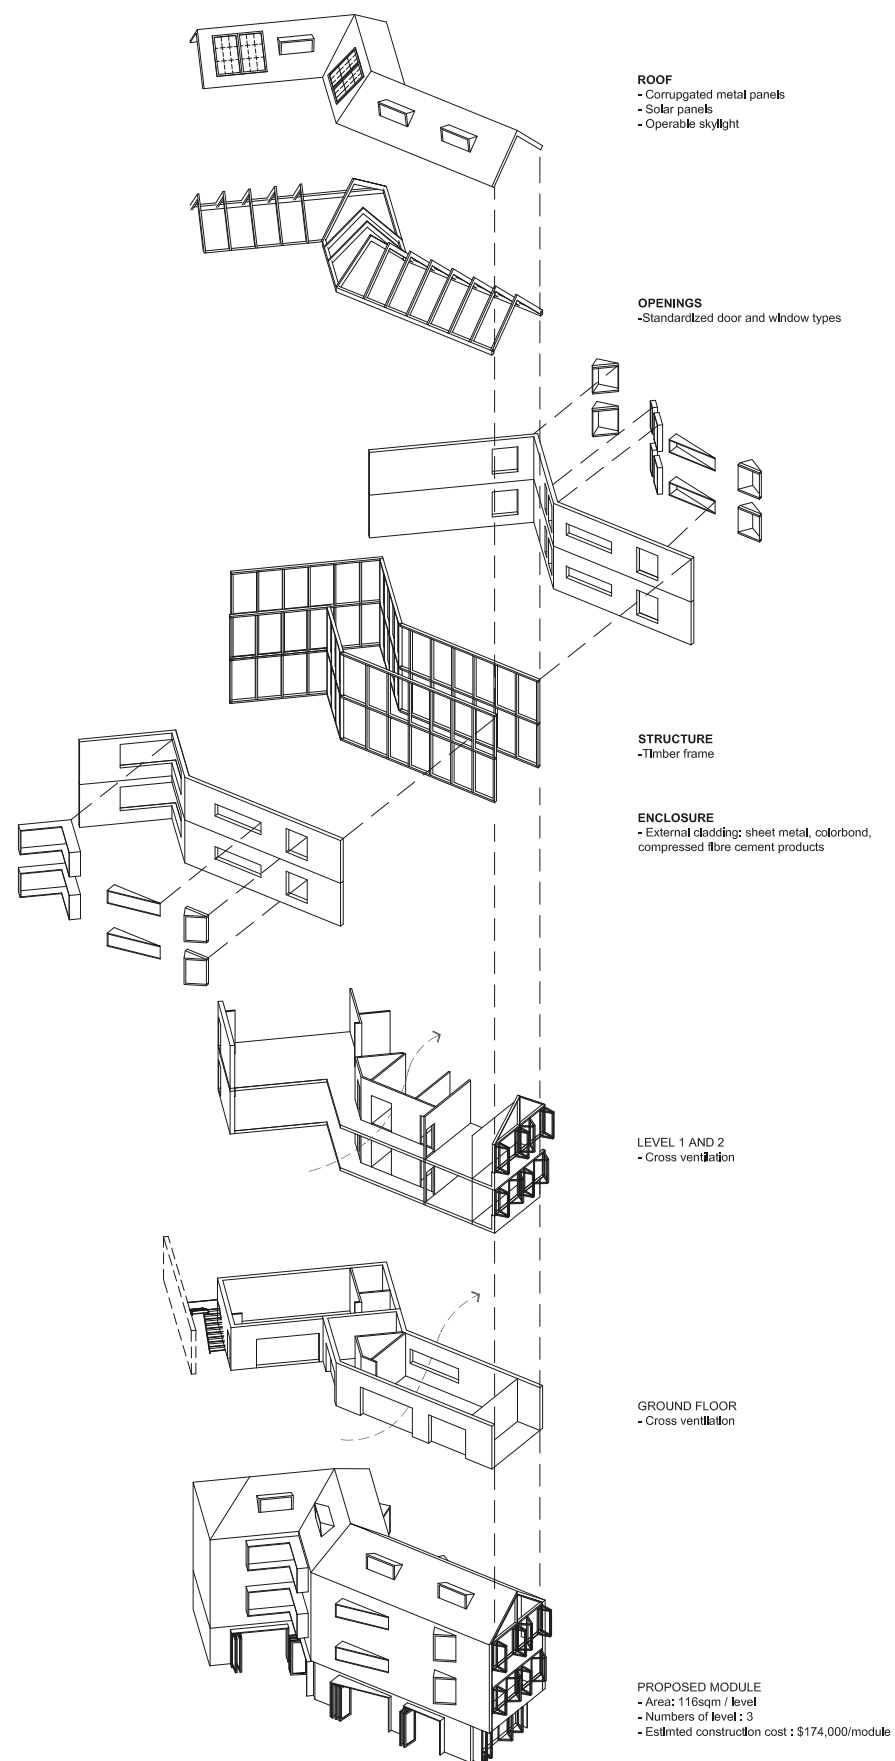 ROOF
- Corrupgated metal panels
- Solar panels
- Operable skylight
OPENINGS
-Standardized door and window types
STRUCTURE
-Timber frame
ENCLOSURE
- External cladding: sheet metal, colorbond,
compressed fibre cement products
LEVEL 1 AND 2
- Cross ventilation
GROUND FLOOR
- Cross ventilation
PROPOSED MODULE
- Area: 116sqm / level
- Numbers of level : 3
- Estimted construction cost : $174,000/module